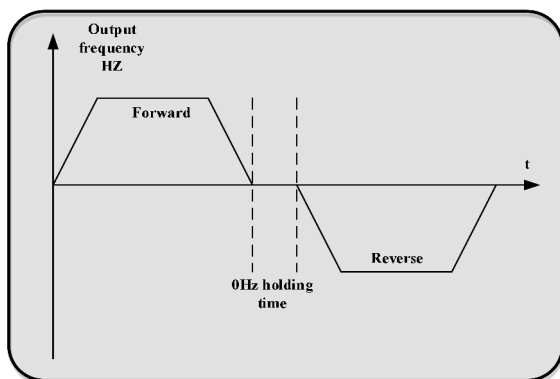 Output
frequency
HZ
Forward
t
Reverse
0Hz holding
time